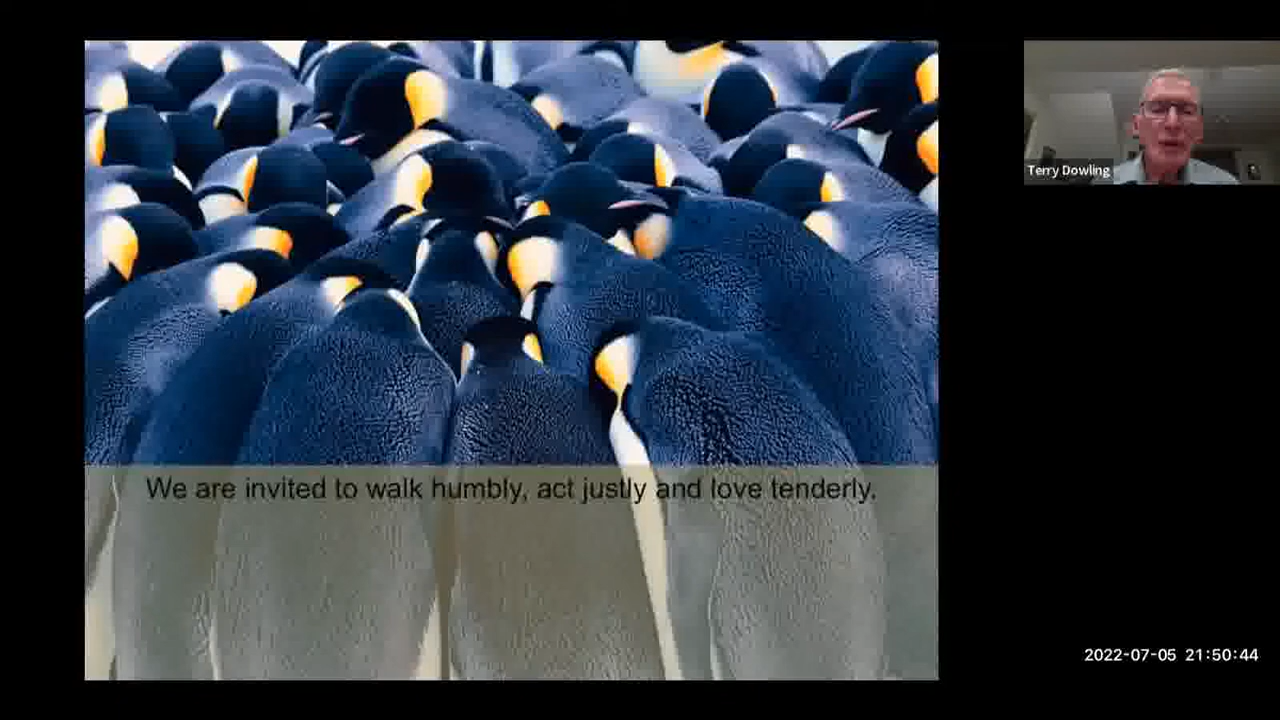 Terry Dowling
We are invited to walk humbly, act justly and love tenderly.
2022-07-05 21:50:44